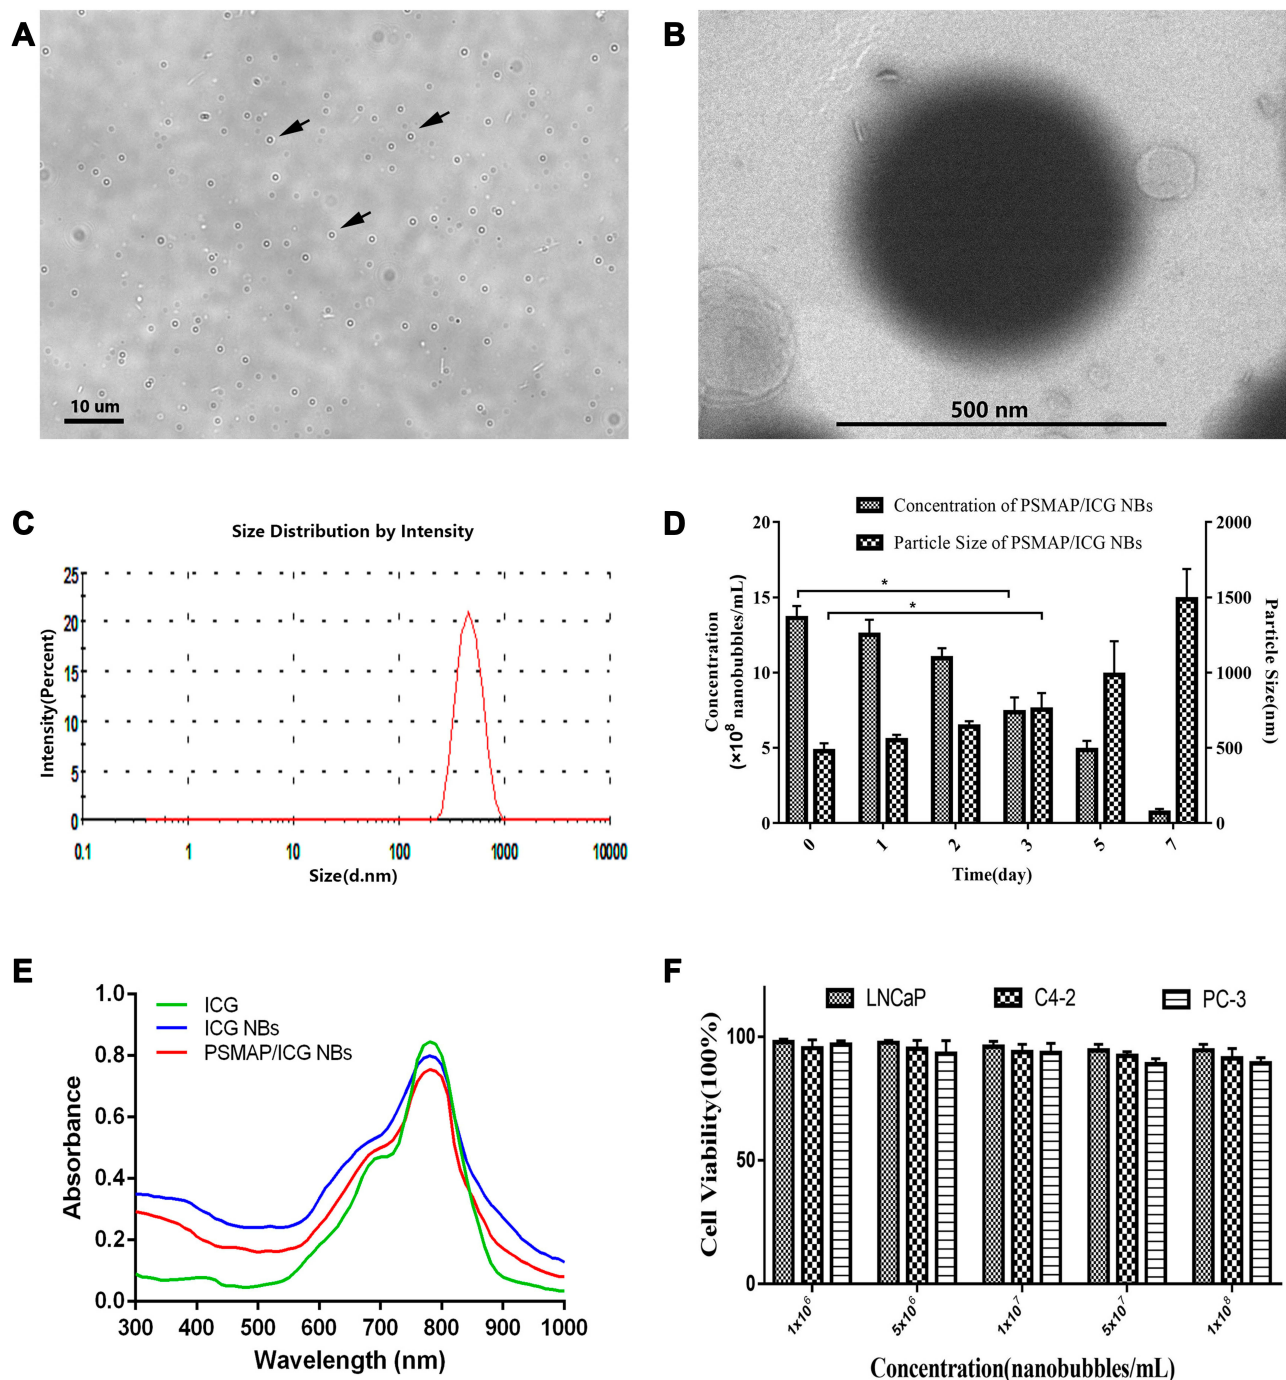 A
10 um
B
500 nm
C
Size Distribution by Intensity
Intensity(Percent)
25
20
15
10
5
0
0.1
1
10
100
1000
10000
Size(d.nm)
D
Concentration of PSMAP/ICG NBs
Particle Size of PSMAP/ICG NBs
Concentration
(×10⁸ nanobubbles/mL)
20
15
10
5
0
*
*
2000
1500
1000
500
0
Particle Size(nm)
0
1
2
3
5
7
Time(day)
E
ICG
ICG NBs
PSMAP/ICG NBs
Absorbance
1.0
0.8
0.6
0.4
0.2
0.0
300
400
500
600
700
800
900
1000
Wavelength (nm)
F
LNCaP
C4-2
PC-3
Cell Viability(100%)
100
50
0
1x10⁶
5x10⁶
1x10⁷
5x10⁷
1x10⁸
Concentration(nanobubbles/mL)